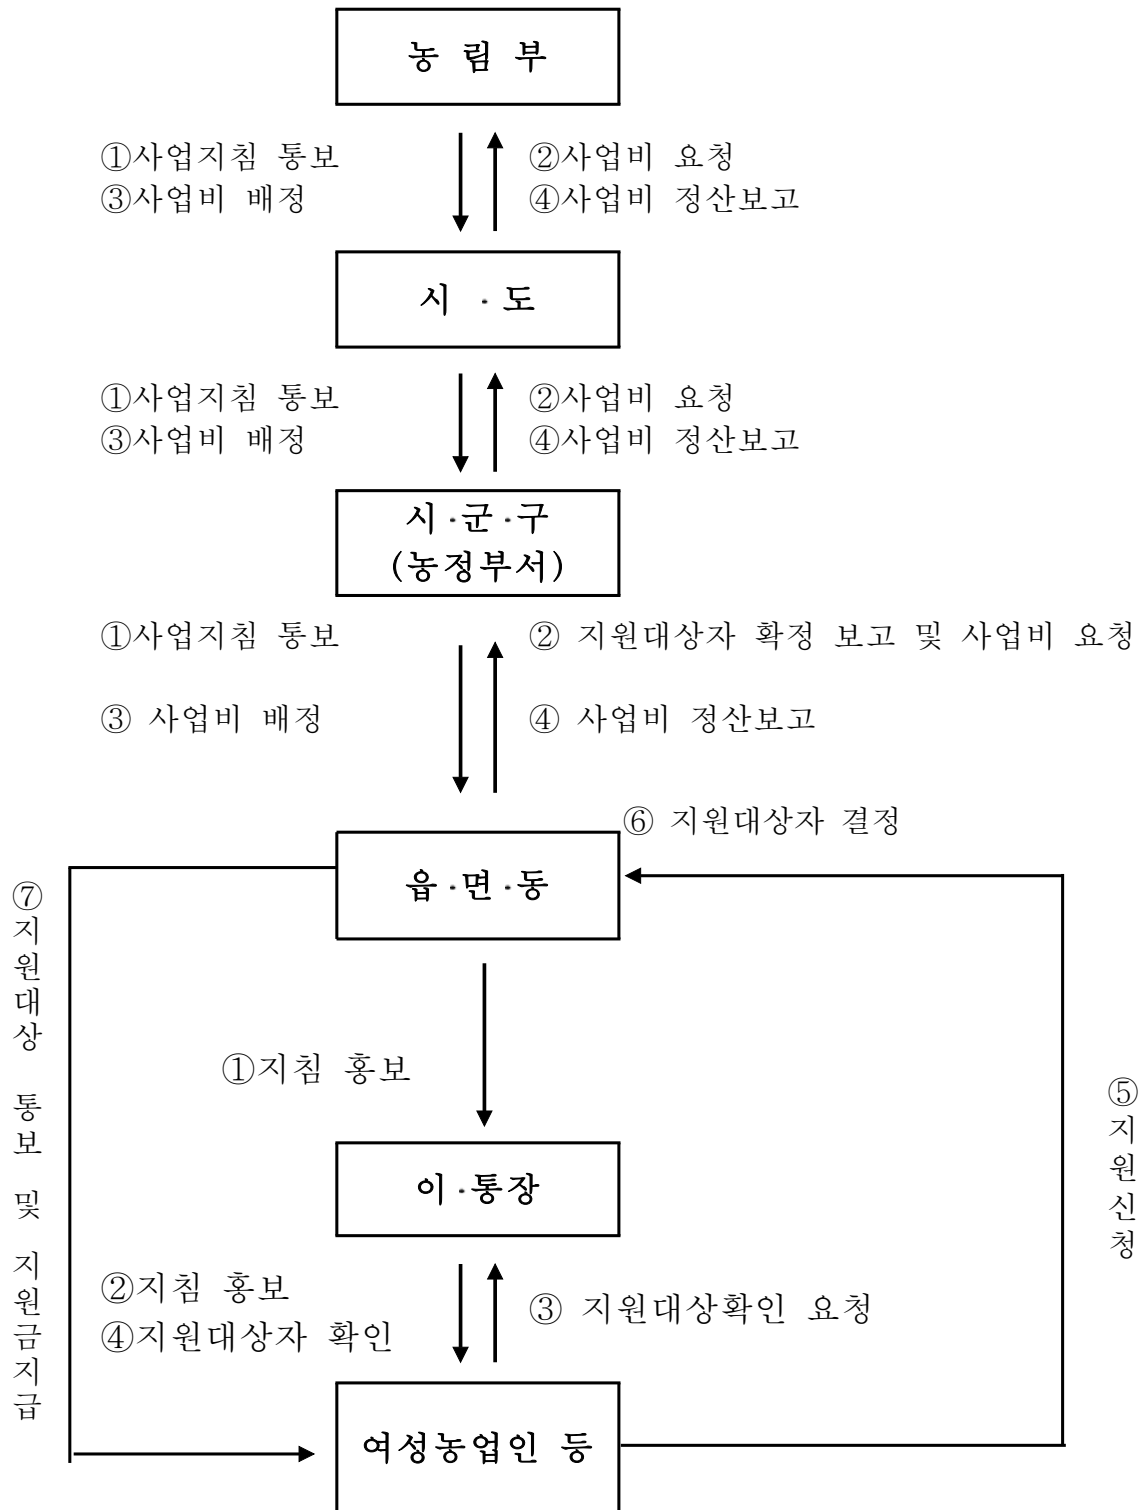 농 림 부
①사업지침 통보
③사업비 배정
②사업비 요청
④사업비 정산보고
시 · 도
①사업지침 통보
③사업비 배정
②사업비 요청
④사업비 정산보고
시·군·구
(농정부서)
①사업지침 통보
③ 사업비 배정
② 지원대상자 확정 보고 및 사업비 요청
④ 사업비 정산보고
⑥ 지원대상자 결정
읍·면·동
⑦지원대상 통보 및 지원금지급
①지침 홍보
⑤지원신청
이·통장
②지침 홍보
④지원대상자 확인
③ 지원대상확인 요청
여성농업인 등